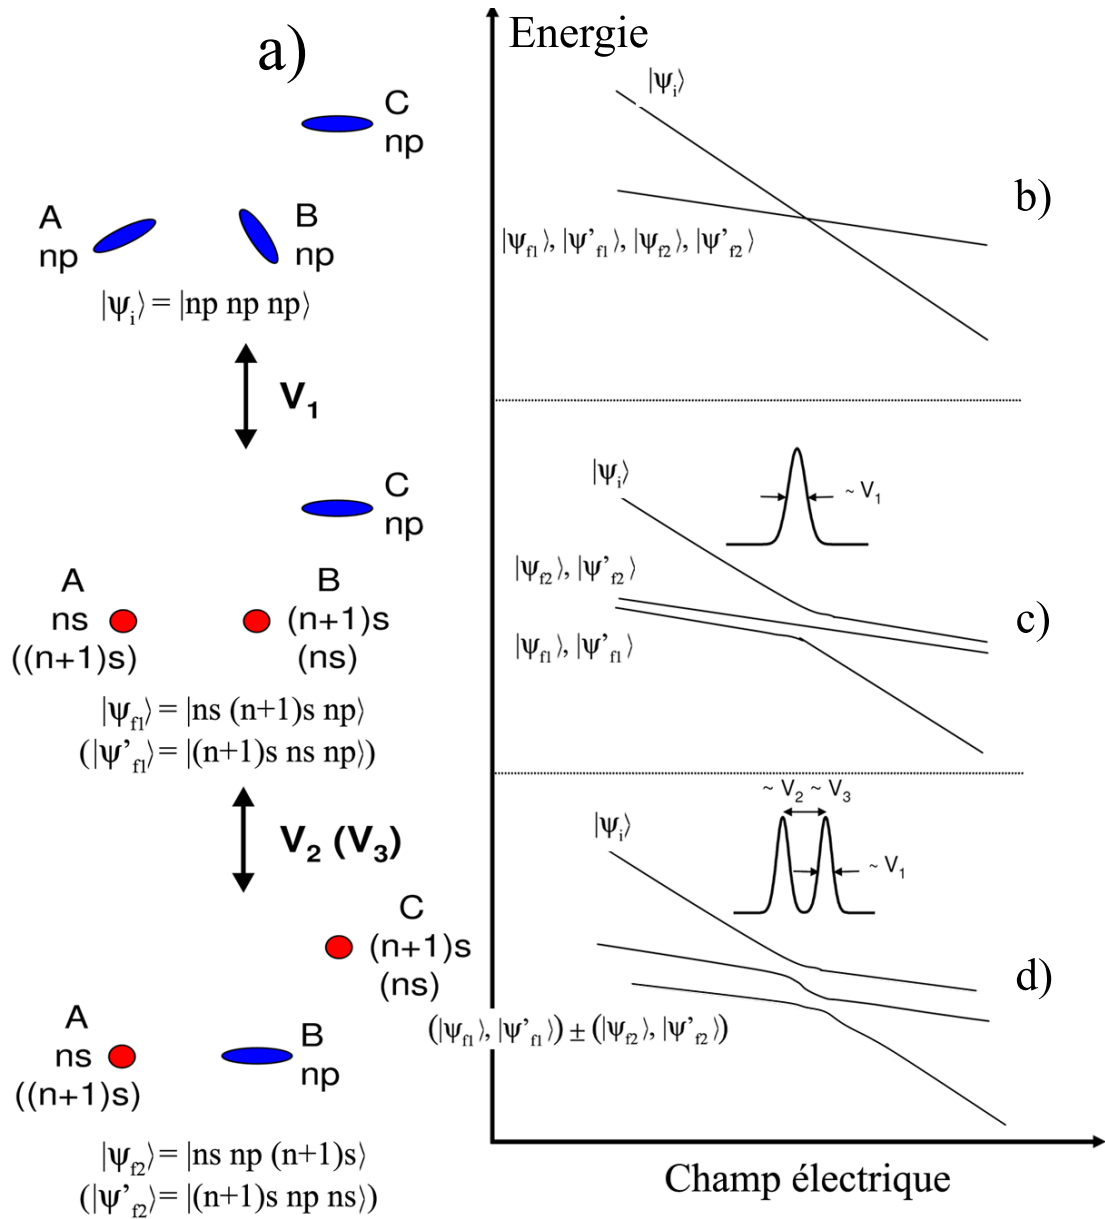 a)
C
np
A
np
B
np
|ψi⟩ = |np np np⟩
V1
C
np
A
ns
((n+1)s)
B
(n+1)s
(ns)
|ψf1⟩ = |ns (n+1)s np⟩
(|ψ’f1⟩ = |(n+1)s ns np⟩)
V2 (V3)
C
(n+1)s
(ns)
A
ns
((n+1)s)
B
np
|ψf2⟩ = |ns np (n+1)s⟩
(|ψ’f2⟩ = |(n+1)s np ns⟩)
Energie
|ψi⟩
b)
|ψf1⟩, |ψ’f1⟩, |ψf2⟩, |ψ’f2⟩
|ψi⟩
~ V1
|ψf2⟩, |ψ’f2⟩
c)
|ψf1⟩, |ψ’f1⟩
~ V2 ~ V3
|ψi⟩
~ V1
d)
(|ψf1⟩, |ψ’f1⟩) ± (|ψf2⟩, |ψ’f2⟩)
Champ électrique